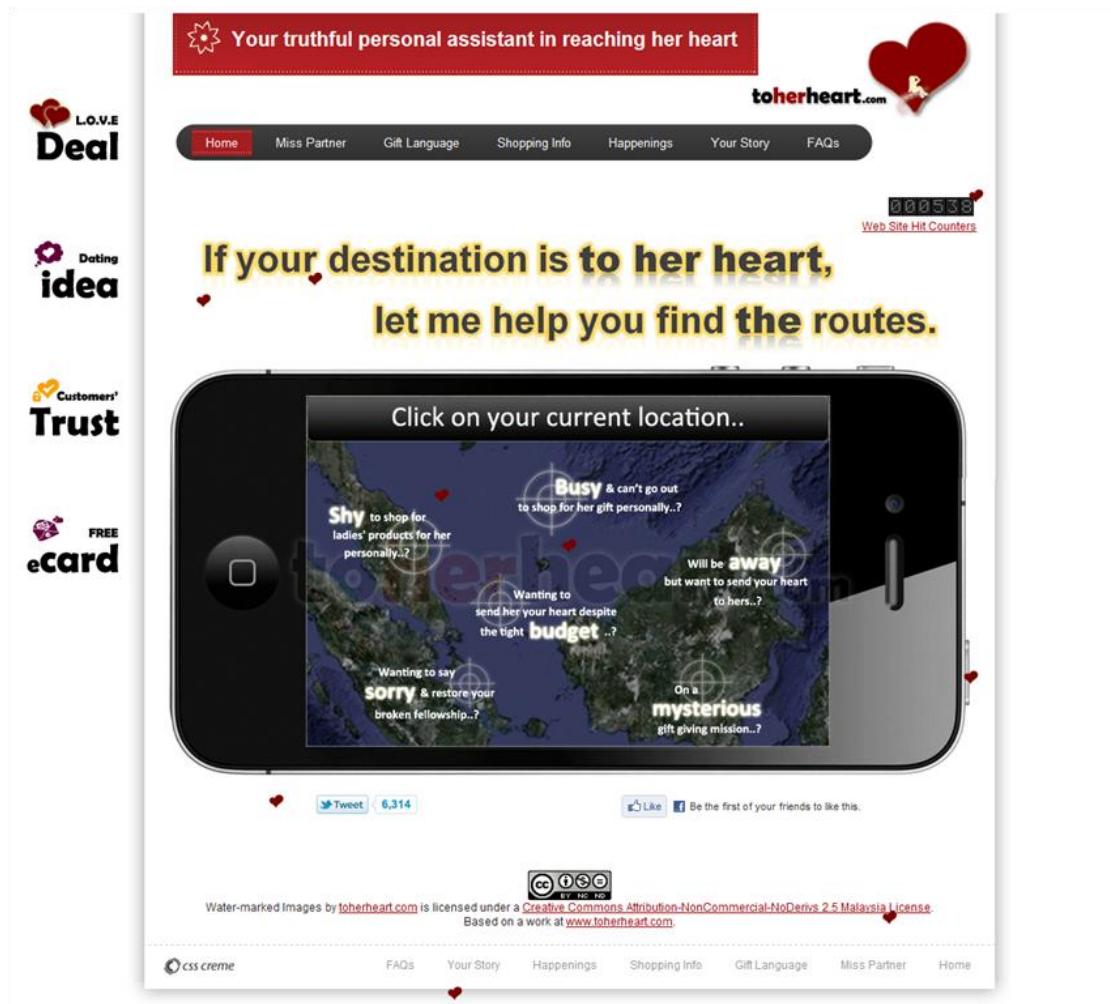 Your truthful personal assistant in reaching her heart
toherheart.com
L.O.V.E
Deal
Home Miss Partner Gift Language Shopping Info Happenings Your Story FAQs
000538
Web Site Hit Counters
Dating
idea
If your destination is to her heart,
let me help you find the routes.
Customers'
Trust
FREE
ecard
Click on your current location..
Busy & can't go out
to shop for her gift personally..?
Shy to shop for
ladies' products for her
personally..?
Will be away
but want to send your heart
to hers..?
Wanting to
send her your heart despite
the tight budget ..?
Wanting to say
sorry & restore your
broken fellowship..?
On a
mysterious
gift giving mission..?
toherheart.com
Tweet 6,314
Like Be the first of your friends to like this.
cc
BY NC ND
Water-marked Images by toherheart.com is licensed under a Creative Commons Attribution-NonCommercial-NoDerivs 2.5 Malaysia License.
Based on a work at www.toherheart.com.
css creme
FAQs Your Story Happenings Shopping Info Gift Language Miss Partner Home